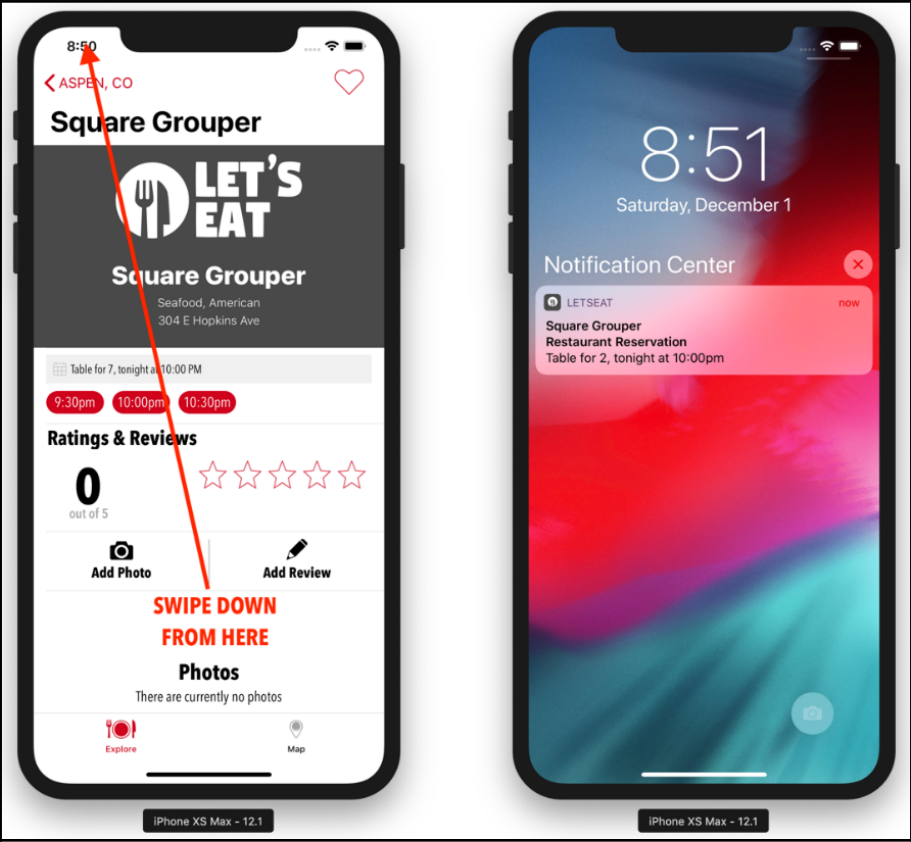 8:50
ASPEN, CO
Square Grouper
LET'S
EAT
Square Grouper
Seafood, American
304 E Hopkins Ave
Table for 7, tonight at 10:00 PM
9:30pm 10:00pm 10:30pm
Ratings & Reviews
0
out of 5
Add Photo Add Review
SWIPE DOWN
FROM HERE
Photos
There are currently no photos
Explore Map
iPhone XS Max - 12.1
8:51
Saturday, December 1
Notification Center
LETSEAT now
Square Grouper
Restaurant Reservation
Table for 2, tonight at 10:00pm
iPhone XS Max - 12.1